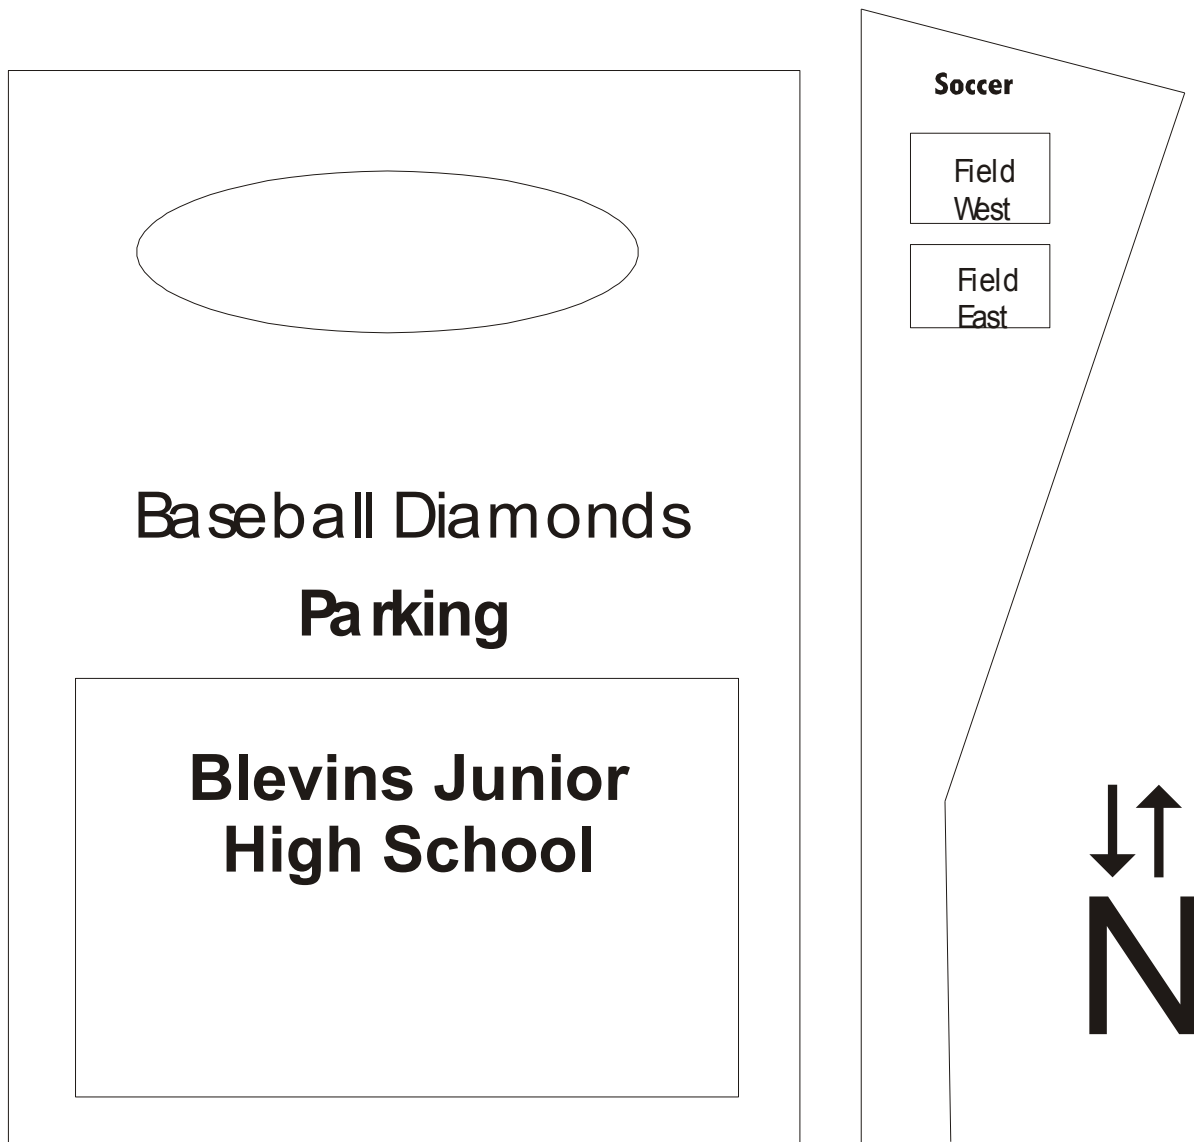 Soccer
Field
West
Field
East
Baseball Diamonds
Parking
Blevins Junior
High School
N